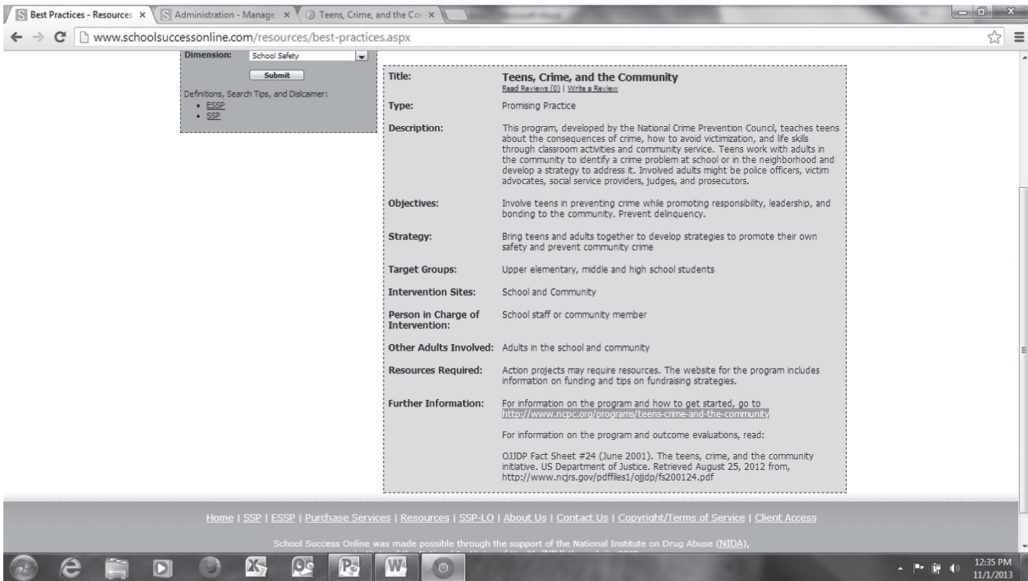 Best Practices - Resources
Administration - Manage
Teens, Crime, and the Cor
www.schoolsuccessonline.com/resources/best-practices.aspx
Dimension: School Safety
Submit
Definitions, Search Tips, and Dislcaimer:
• ESSP
• SSP
Title: Teens, Crime, and the Community
Read Reviews (0) | Write a Review
Type: Promising Practice
Description: This program, developed by the National Crime Prevention Council, teaches teens
about the consequences of crime, how to avoid victimization, and life skills
through classroom activities and community service. Teens work with adults in
the community to identify a crime problem at school or in the neighborhood and
develop a strategy to address it. Involved adults might be police officers, victim
advocates, social service providers, judges, and prosecutors.
Objectives: Involve teens in preventing crime while promoting responsibility, leadership, and
bonding to the community. Prevent delinquency.
Strategy: Bring teens and adults together to develop strategies to promote their own
safety and prevent community crime
Target Groups: Upper elementary, middle and high school students
Intervention Sites: School and Community
Person in Charge of School staff or community member
Intervention:
Other Adults Involved: Adults in the school and community
Resources Required: Action projects may require resources. The website for the program includes
information on funding and tips on fundraising strategies.
Further Information: For information on the program and how to get started, go to
http://www.ncpc.org/programs/teens-crime-and-the-community
For information on the program and outcome evaluations, read:
OJJDP Fact Sheet #24 (June 2001). The teens, crime, and the community
initiative. US Department of Justice. Retrieved August 25, 2012 from,
http://www.ncjrs.gov/pdffiles1/ojjdp/fs200124.pdf
Home | SSP | ESSP | Purchase Services | Resources | SSP-LO | About Us | Contact Us | Copyright/Terms of Service | Client Access
School Success Online was made possible through the support of the National Institute on Drug Abuse (NIDA),
12:35 PM
11/1/2013